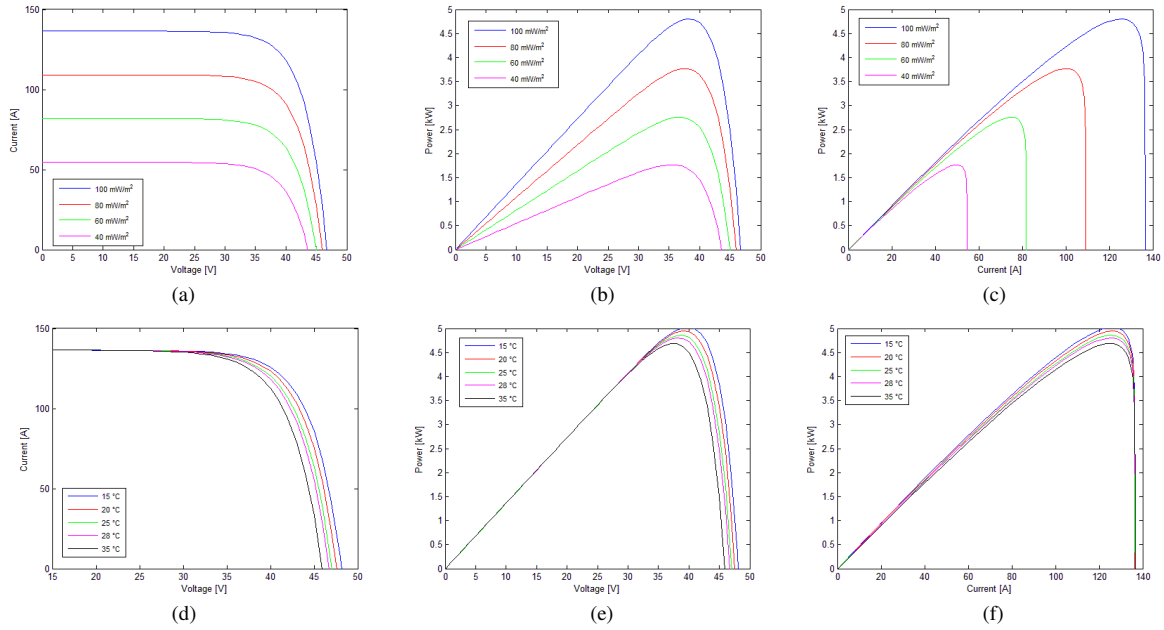 150
100
50
0
Current [A]
0 5 10 15 20 25 30 35 40 45 50
Voltage [V]
100 mW/m²
80 mW/m²
60 mW/m²
40 mW/m²
(a)
5
4.5
4
3.5
3
2.5
2
1.5
1
0.5
0
Power [kW]
0 5 10 15 20 25 30 35 40 45 50
Voltage [V]
100 mW/m²
80 mW/m²
60 mW/m²
40 mW/m²
(b)
5
4.5
4
3.5
3
2.5
2
1.5
1
0.5
0
Power [kW]
0 20 40 60 80 100 120 140
Current [A]
100 mW/m²
80 mW/m²
60 mW/m²
40 mW/m²
(c)
150
100
50
0
Current [A]
15 20 25 30 35 40 45 50
Voltage [V]
15 °C
20 °C
25 °C
28 °C
35 °C
(d)
5
4.5
4
3.5
3
2.5
2
1.5
1
0.5
0
Power [kW]
0 5 10 15 20 25 30 35 40 45 50
Voltage [V]
15 °C
20 °C
25 °C
28 °C
35 °C
(e)
5
4.5
4
3.5
3
2.5
2
1.5
1
0.5
0
Power [kW]
0 20 40 60 80 100 120 140
Current [A]
15 °C
20 °C
25 °C
28 °C
35 °C
(f)